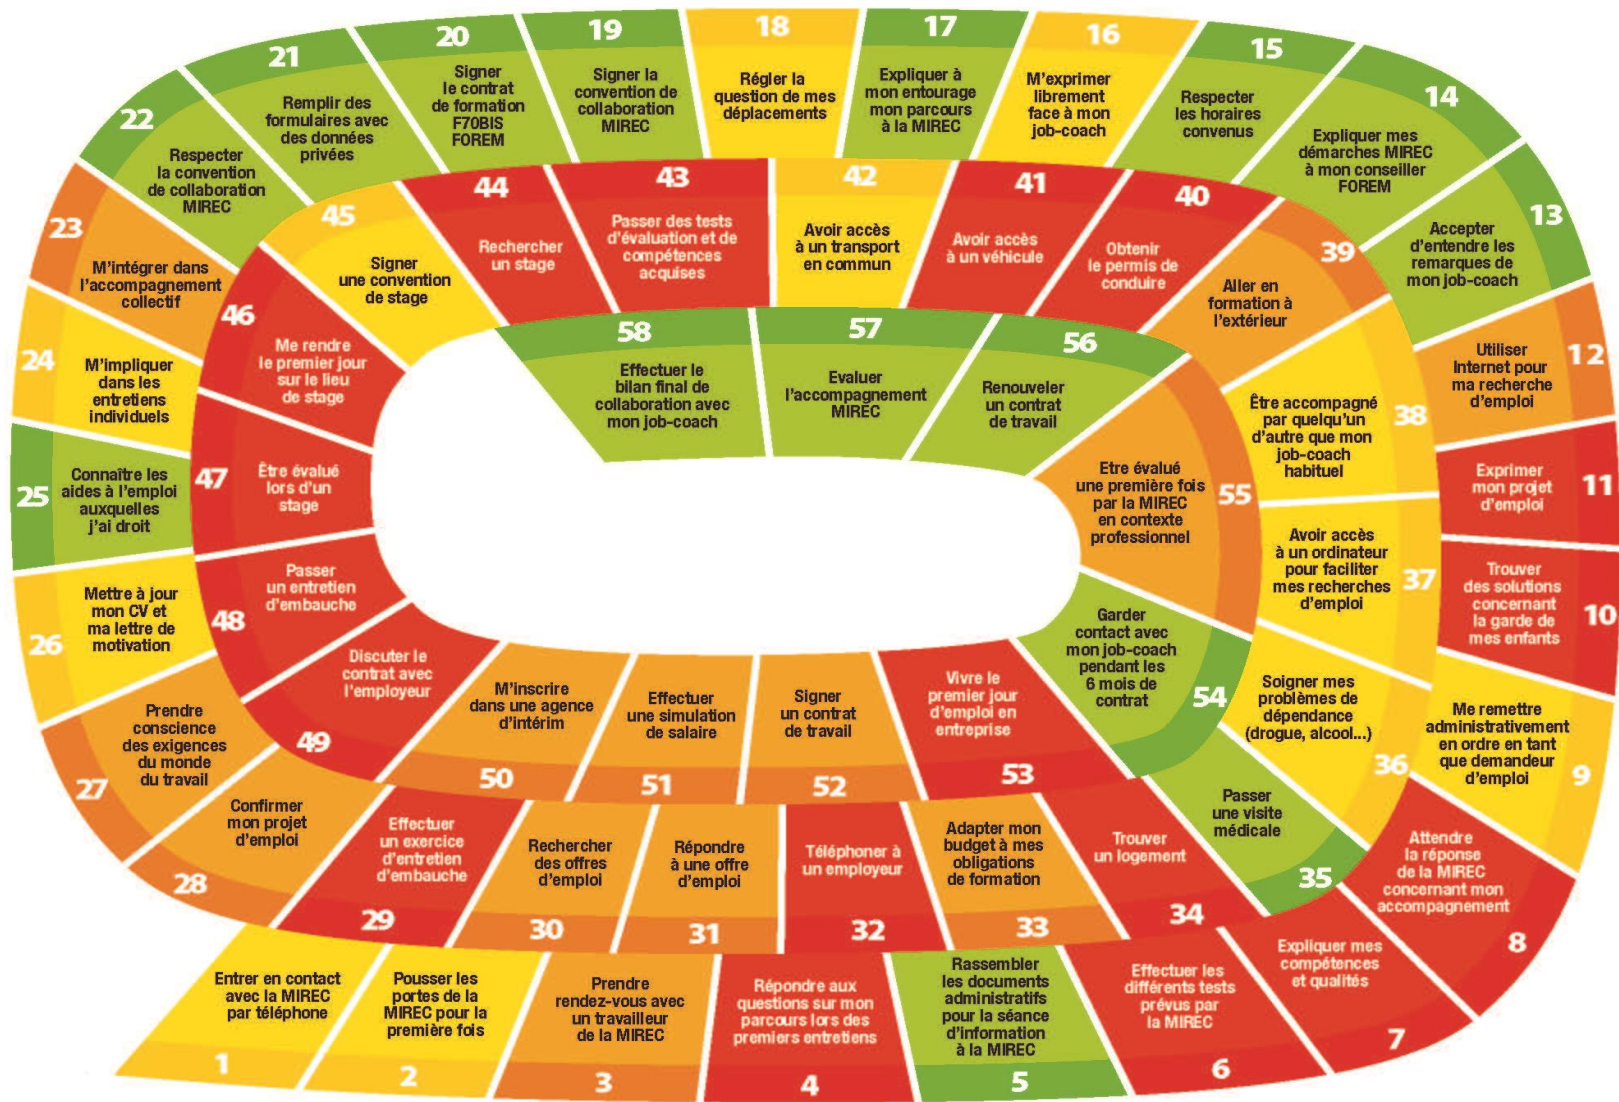 1
Entrer en contact
avec la MIREC
par téléphone
2
Pousser les
portes de la
MIREC pour la
première fois
3
Prendre
rendez-vous avec
un travailleur
de la MIREC
4
Répondre aux
questions sur mon
parcours lors des
premiers entretiens
5
Rassembler
les documents
administratifs
pour la séance
d'information
à la MIREC
6
Effectuer les
différents tests
prévus par
la MIREC
7
Expliquer mes
compétences
et qualités
8
Attendre
la réponse
de la MIREC
concernant mon
accompagnement
9
Me remettre
administrativement
en ordre en tant
que demandeur
d'emploi
10
Trouver
des solutions
concernant
la garde de
mes enfants
11
Exprimer
mon projet
d'emploi
12
Utiliser
Internet pour
ma recherche
d'emploi
13
Accepter
d'entendre les
remarques de
mon job-coach
14
Expliquer mes
démarches MIREC
à mon conseiller
FOREM
15
Respecter
les horaires
convenus
16
M'exprimer
librement
face à mon
job-coach
17
Expliquer à
mon entourage
mon parcours
à la MIREC
18
Régler la
question de mes
déplacements
19
Signer la
convention de
collaboration
MIREC
20
Signer
le contrat
de formation
F70BIS
FOREM
21
Remplir des
formulaires avec
des données
privées
22
Respecter
la convention
de collaboration
MIREC
23
M'intégrer dans
l'accompagnement
collectif
24
M'impliquer
dans les
entretiens
individuels
25
Connaître les
aides à l'emploi
auxquelles
j'ai droit
26
Mettre à jour
mon CV et
ma lettre de
motivation
27
Prendre
conscience
des exigences
du monde
du travail
28
Confirmer
mon projet
d'emploi
29
Effectuer
un exercice
d'entretien
d'embauche
30
Rechercher
des offres
d'emploi
31
Répondre
à une offre
d'emploi
32
Téléphoner à
un employeur
33
Adapter mon
budget à mes
obligations
de formation
34
Trouver
un logement
35
Passer
une visite
médicale
36
Soigner mes
problèmes de
dépendance
(drogue, alcool...)
37
Avoir accès
à un ordinateur
pour faciliter
mes recherches
d'emploi
38
Être accompagné
par quelqu'un
d'autre que mon
job-coach
habituel
39
Aller en
formation à
l'extérieur
40
Obtenir
le permis de
conduire
41
Avoir accès
à un véhicule
42
Avoir accès
à un transport
en commun
43
Passer des tests
d'évaluation et de
compétences
acquises
44
Rechercher
un stage
45
Signer
une convention
de stage
46
Me rendre
le premier jour
sur le lieu
de stage
47
Être évalué
lors d'un
stage
48
Passer
un entretien
d'embauche
49
Discuter le
contrat avec
l'employeur
50
M'inscrire
dans une agence
d'intérim
51
Effectuer
une simulation
de salaire
52
Signer
un contrat
de travail
53
Vivre le
premier jour
d'emploi en
entreprise
54
Garder
contact avec
mon job-coach
pendant les
6 mois de
contrat
55
Etre évalué
une première fois
par la MIREC
en contexte
professionnel
56
Renouveler
un contrat
de travail
57
Evaluer
l'accompagnement
MIREC
58
Effectuer le
bilan final de
collaboration avec
mon job-coach